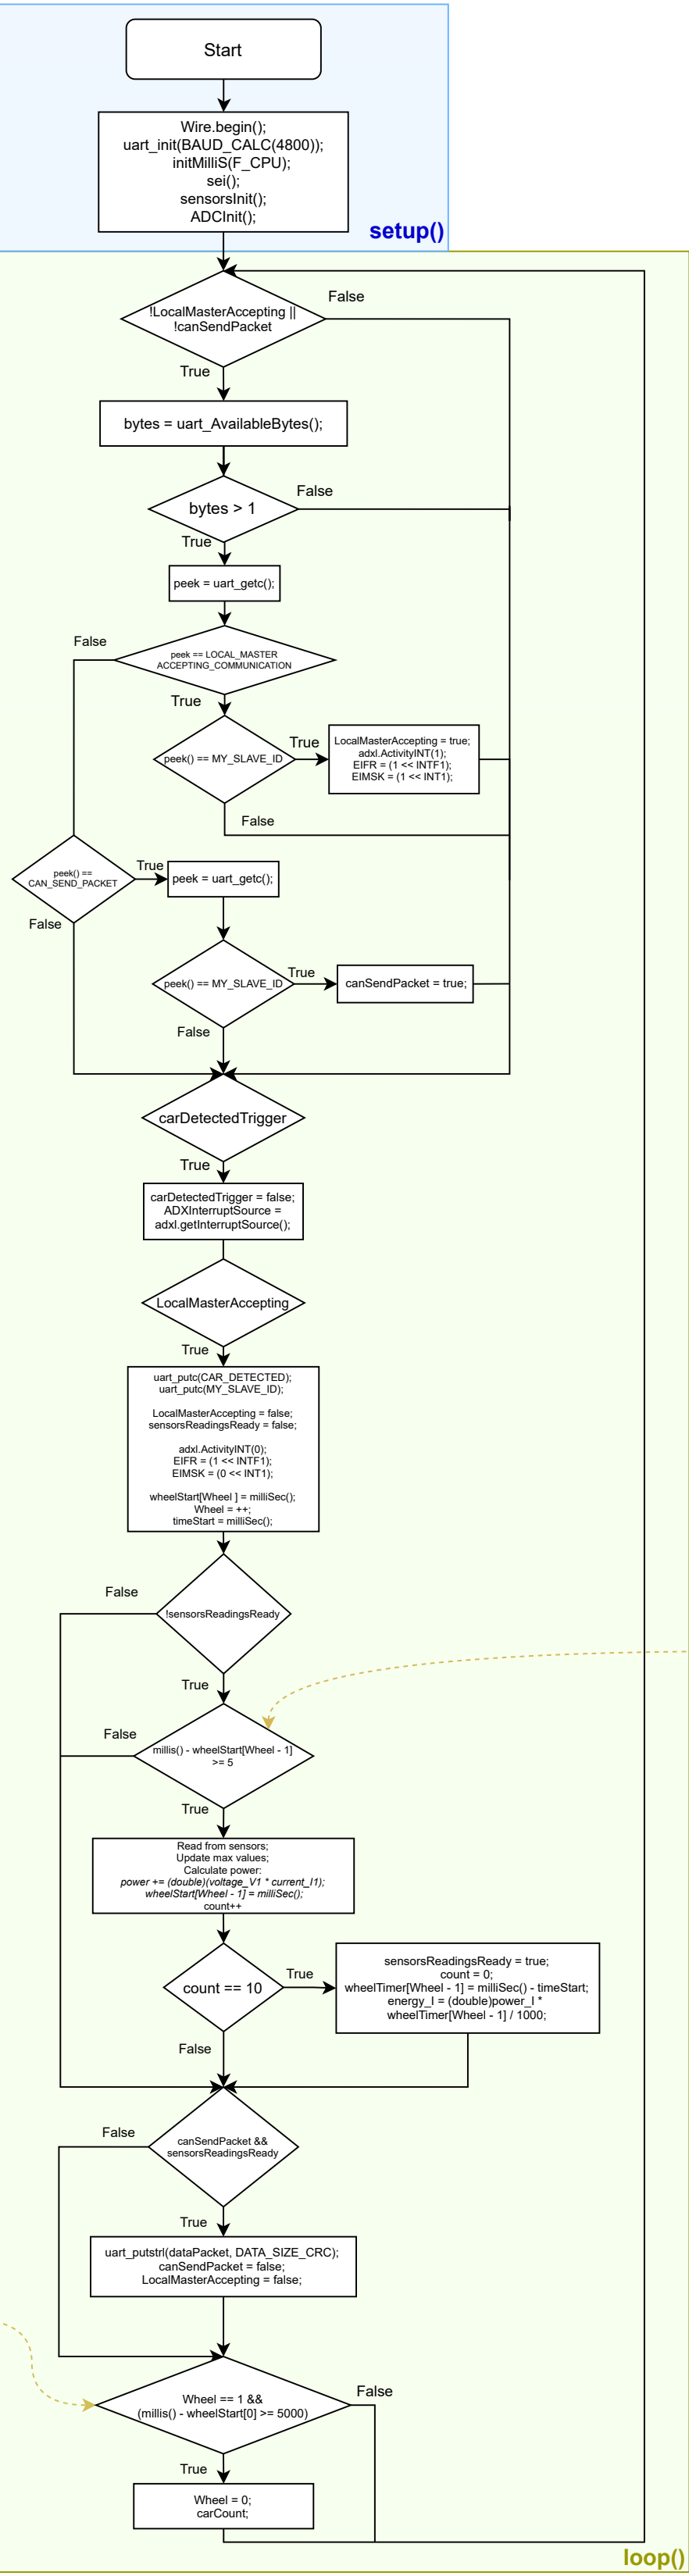 Start
Wire.begin();
uart_init(BAUD_CALC(4800));
initMilliS(F_CPU);
sei();
sensorsInit();
ADCInit();
setup()
!LocalMasterAccepting ||
!canSendPacket
False
True
bytes = uart_AvailableBytes();
bytes > 1
False
True
peek = uart_getc();
peek == LOCAL_MASTER
ACCEPTING_COMMUNICATION
False
True
peek() == MY_SLAVE_ID
True
LocalMasterAccepting = true;
adxl.ActivityINT(1);
EIFR = (1 << INTF1);
EIMSK = (1 << INT1);
False
peek() ==
CAN_SEND_PACKET
True
peek = uart_getc();
False
peek() == MY_SLAVE_ID
True
canSendPacket = true;
False
carDetectedTrigger
True
carDetectedTrigger = false;
ADXInterruptSource =
adxl.getInterruptSource();
LocalMasterAccepting
True
uart_putc(CAR_DETECTED);
uart_putc(MY_SLAVE_ID);
LocalMasterAccepting = false;
sensorsReadingsReady = false;
adxl.ActivityINT(0);
EIFR = (1 << INTF1);
EIMSK = (0 << INT1);
wheelStart[Wheel ] = milliSec();
Wheel = ++;
timeStart = milliSec();
False
!sensorsReadingsReady
True
False
millis() - wheelStart[Wheel - 1]
>= 5
True
Read from sensors;
Update max values;
Calculate power:
power += (double)(voltage_V1 * current_I1);
wheelStart[Wheel - 1] = milliSec();
count++
count == 10
True
sensorsReadingsReady = true;
count = 0;
wheelTimer[Wheel - 1] = milliSec() - timeStart;
energy_I = (double)power_I *
wheelTimer[Wheel - 1] / 1000;
False
False
canSendPacket &&
sensorsReadingsReady
True
uart_putstrl(dataPacket, DATA_SIZE_CRC);
canSendPacket = false;
LocalMasterAccepting = false;
Wheel == 1 &&
(millis() - wheelStart[0] >= 5000)
False
True
Wheel = 0;
carCount;
loop()